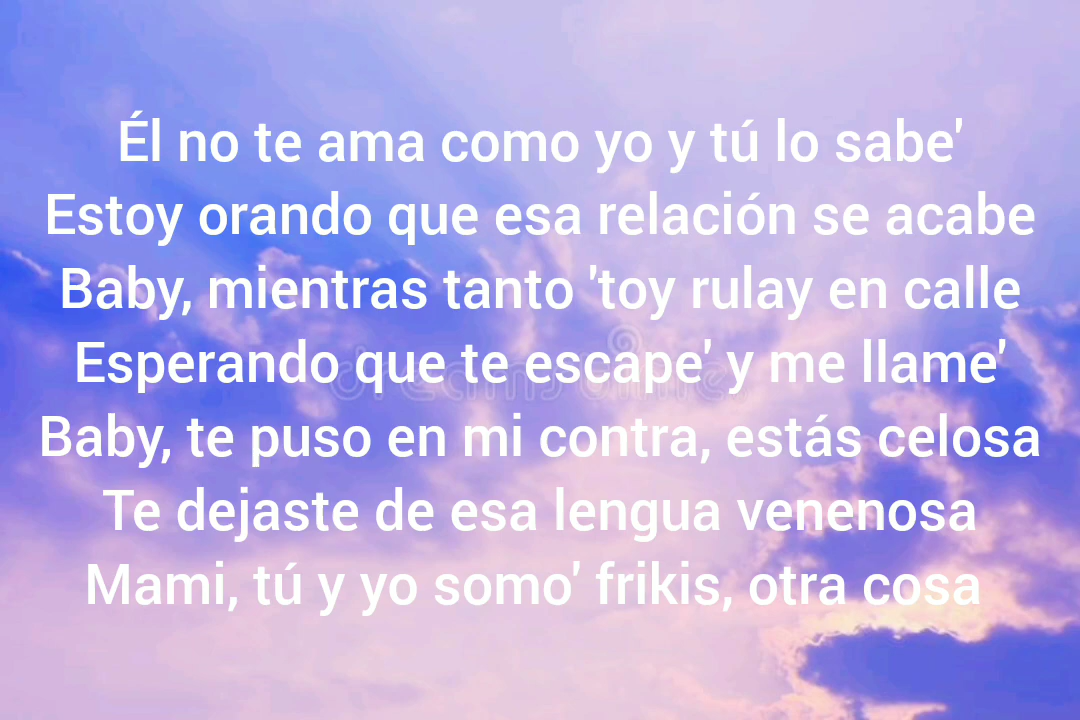 Él no te ama como yo y tú lo sabe'
Estoy orando que esa relación se acabe
Baby, mientras tanto 'toy rulay en calle
Esperando que te escape' y me llame'
Baby, te puso en mi contra, estás celosa
Te dejaste de esa lengua venenosa
Mami, tú y yo somo' frikis, otra cosa